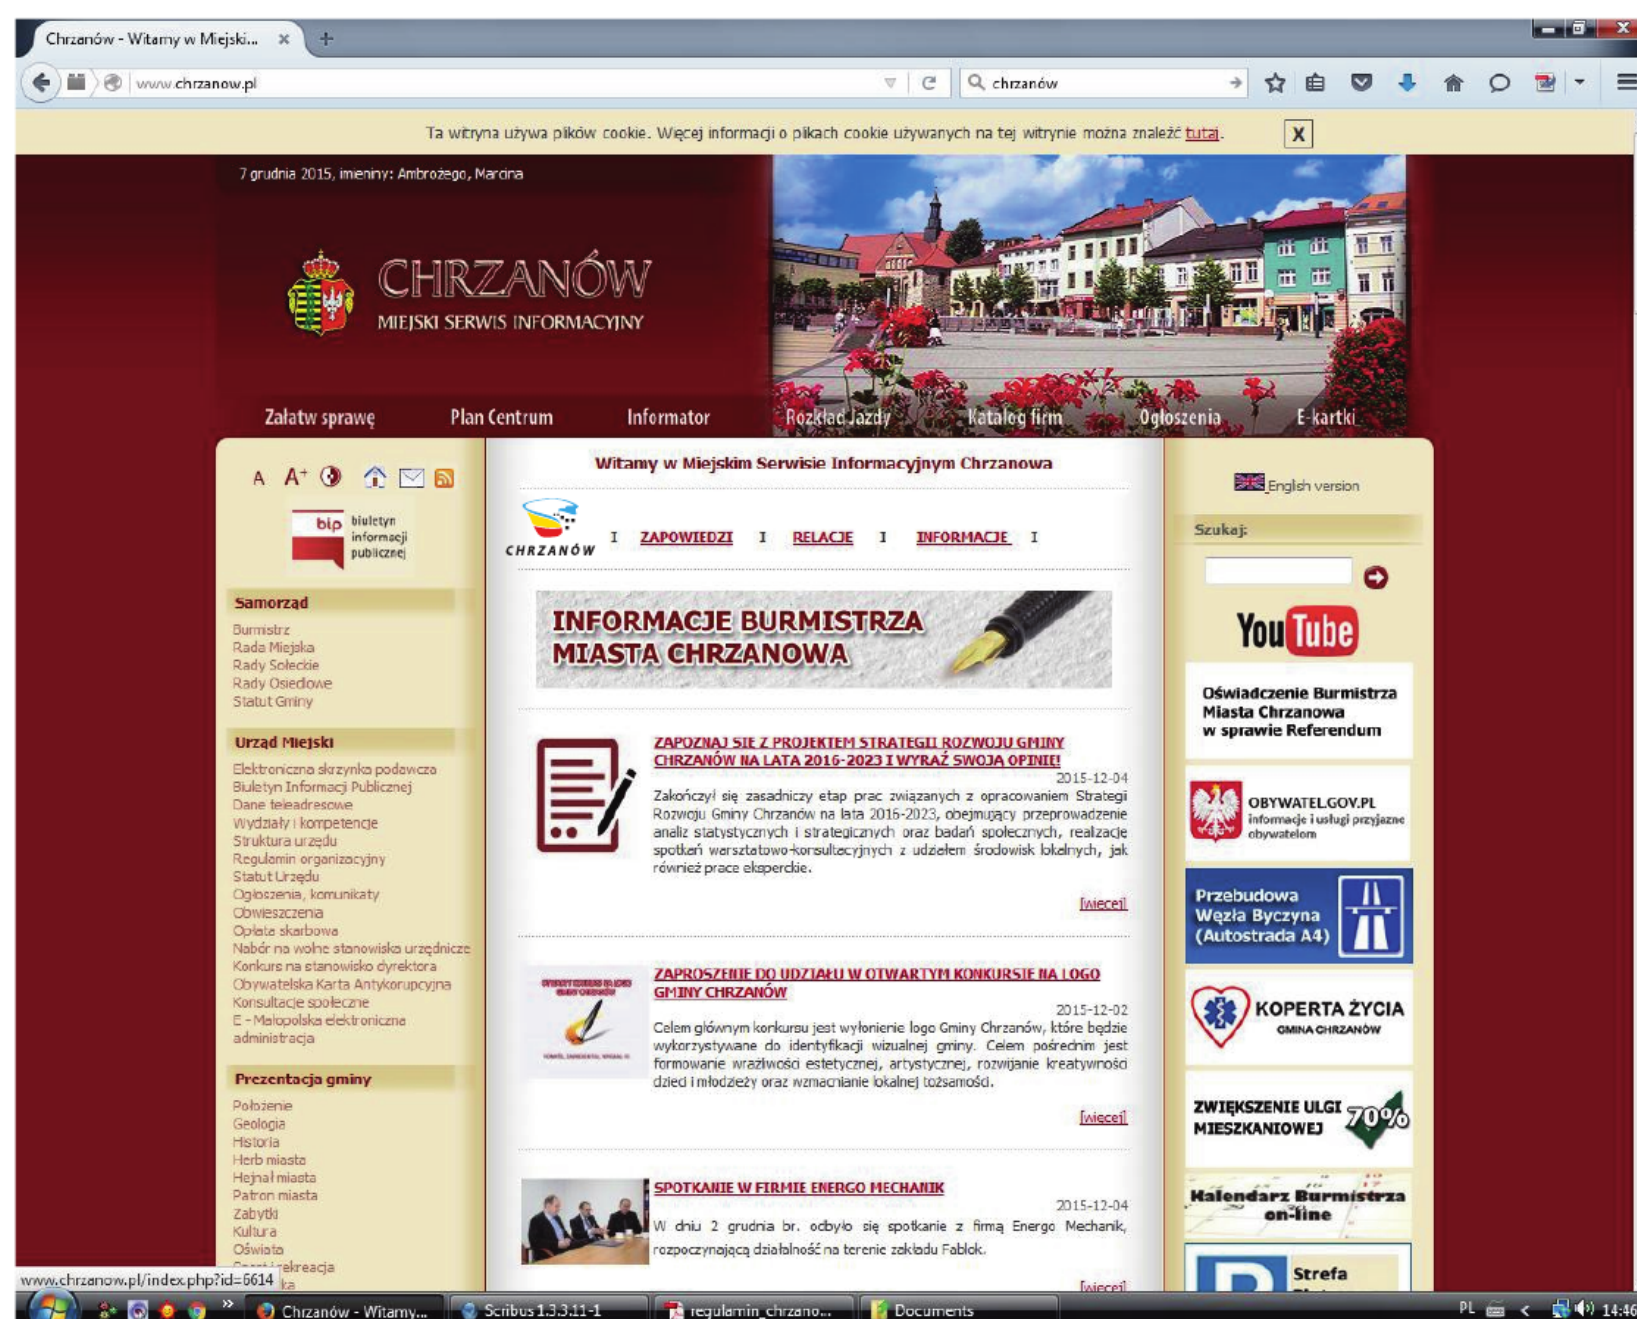 Chrzanów - Witamy w Miejski...
www.chrzanow.pl
chrzanów
Ta witryna używa plików cookie. Więcej informacji o plikach cookie używanych na tej witrynie można znaleźć tutaj.
X
7 grudnia 2015, imieniny: Ambrożego, Marcina
CHRZANÓW
MIEJSKI SERWIS INFORMACYJNY
Załatw sprawę Plan Centrum Informator Rozkład Jazdy Katalog firm Ogłoszenia E-kartki
A A+
bip biuletyn
informacji
publicznej
Samorząd
Burmistrz
Rada Miejska
Rady Sołeckie
Rady Osiedlowe
Statut Gminy
Urząd Miejski
Elektroniczna skrzynka podawcza
Biuletyn Informacji Publicznej
Dane teleadresowe
Wydziały i kompetencje
Struktura urzędu
Regulamin organizacyjny
Statut Urzędu
Ogłoszenia, komunikaty
Obwieszczenia
Opłata skarbowa
Nabór na wolne stanowiska urzędnicze
Konkurs na stanowisko dyrektora
Obywatelska Karta Antykorupcyjna
Konsultacje społeczne
E - Małopolska elektroniczna
administracja
Prezentacja gminy
Położenie
Geologia
Historia
Herb miasta
Hejnał miasta
Patron miasta
Zabytki
Kultura
Oświata
www.chrzanow.pl/index.php?id=6614
Witamy w Miejskim Serwisie Informacyjnym Chrzanowa
CHRZANÓW I ZAPOWIEDZI I RELACJE I INFORMACJE I
INFORMACJE BURMISTRZA
MIASTA CHRZANOWA
ZAPOZNAJ SIĘ Z PROJEKTEM STRATEGII ROZWOJU GMINY
CHRZANÓW NA LATA 2016-2023 I WYRAŹ SWOJĄ OPINIĘ!
2015-12-04
Zakończył się zasadniczy etap prac związanych z opracowaniem Strategi
Rozwoju Gminy Chrzanów na lata 2016-2023, obejmujący przeprowadzenie
analiz statystycznych i strategicznych oraz badań społecznych, realizację
spotkań warsztatowo-konsultacyjnych z udziałem środowisk lokalnych, jak
również prace eksperckie.
[więcej]
OTWARTY KONKURS NA LOGO
GMINY CHRZANÓW
ZAPROSZENIE DO UDZIAŁU W OTWARTYM KONKURSIE NA LOGO
GMINY CHRZANÓW
2015-12-02
Celem głównym konkursu jest wyłonienie logo Gminy Chrzanów, które będzie
wykorzystywane do identyfikacji wizualnej gminy. Celem pośrednim jest
formowanie wrażliwości estetycznej, artystycznej, rozwijanie kreatywności
dzieci i młodzieży oraz wzmacnianie lokalnej tożsamości.
[więcej]
SPOTKANIE W FIRMIE ENERGO MECHANIK
2015-12-04
W dniu 2 grudnia br. odbyło się spotkanie z firmą Energo Mechanik,
rozpoczynającą działalność na terenie zakładu Fablok.
[więcej]
English version
Szukaj:
YouTube
Oświadczenie Burmistrza
Miasta Chrzanowa
w sprawie Referendum
OBYWATEL.GOV.PL
informacje i usługi przyjazne
obywatelom
Przebudowa
Węzła Byczyna
(Autostrada A4)
KOPERTA ŻYCIA
GMINA CHRZANÓW
ZWIĘKSZENIE ULGI
MIESZKANIOWEJ 70%
Kalendarz Burmistrza
on-line
Strefa
Chrzanów - Witamy... Scribus 1.3.3.11-1 regulamin_chrzano... Documents PL 14:46